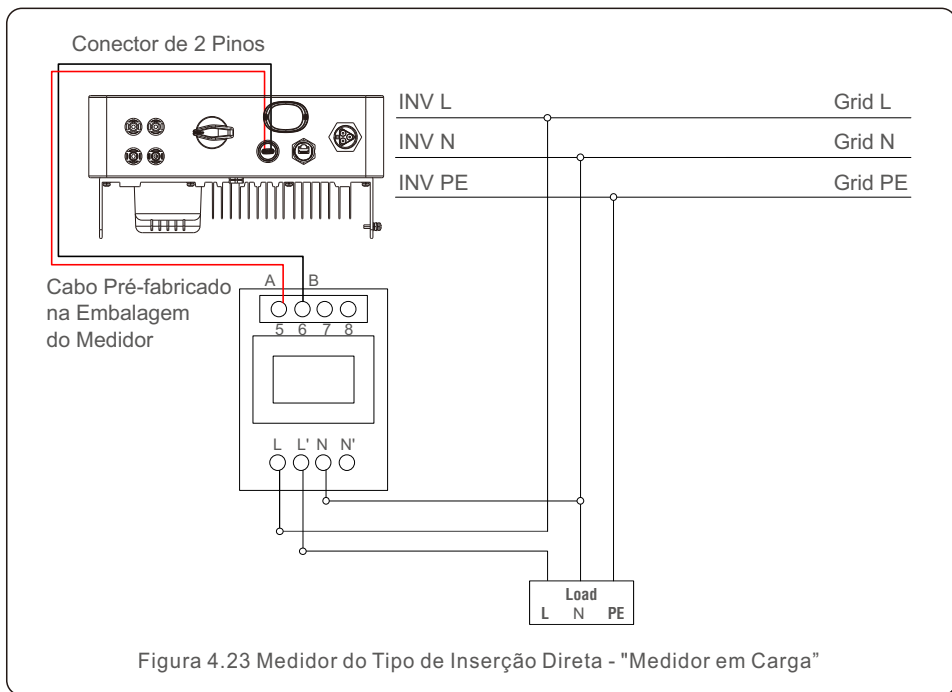 Conector de 2 Pinos
INV L
Grid L
INV N
Grid N
INV PE
Grid PE
Cabo Pré-fabricado
na Embalagem
do Medidor
A B
5 6 7 8
L L' N N'
Load
L N PE
Figura 4.23 Medidor do Tipo de Inserção Direta - "Medidor em Carga”